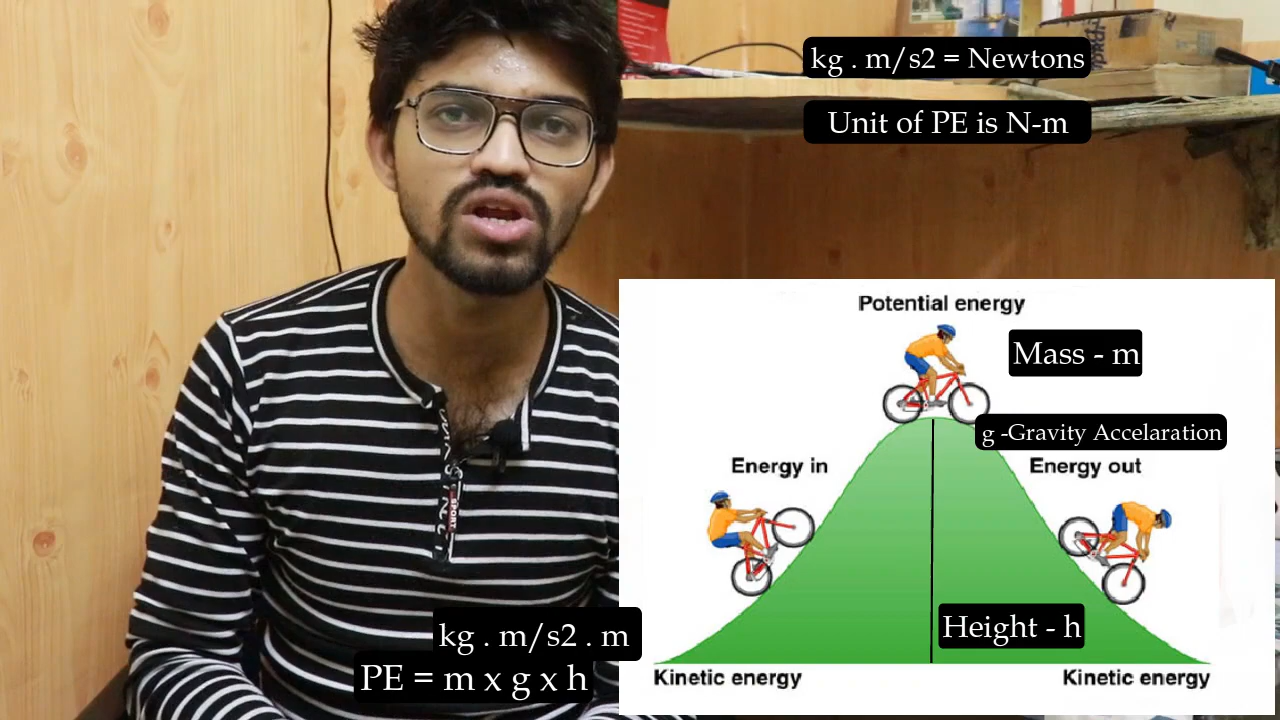 kg . m/s2 = Newtons
Unit of PE is N-m
Potential energy
Mass - m
g -Gravity Accelaration
Energy in
Energy out
Height - h
kg . m/s2 . m
PE = m x g x h
Kinetic energy
Kinetic energy
SPORT